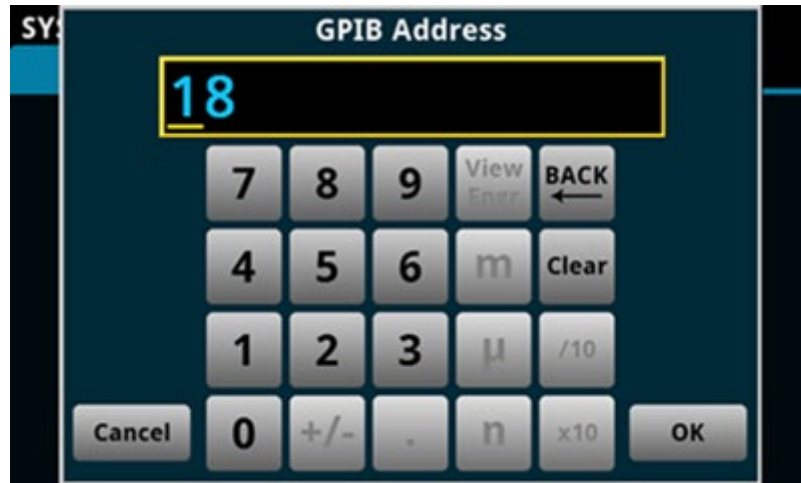 SYS
GPIB Address
18
7 8 9 View Engr BACK
4 5 6 m Clear
1 2 3 µ /10
Cancel 0 +/- . n x10 OK